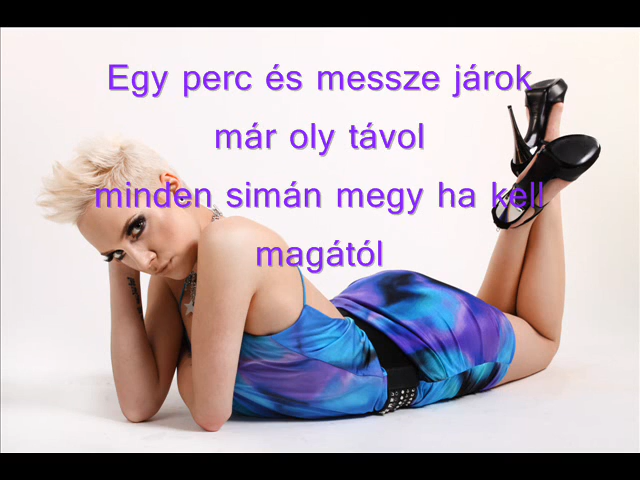 Egy perc és messze járok
már oly távol
minden simán megy ha kell
magától